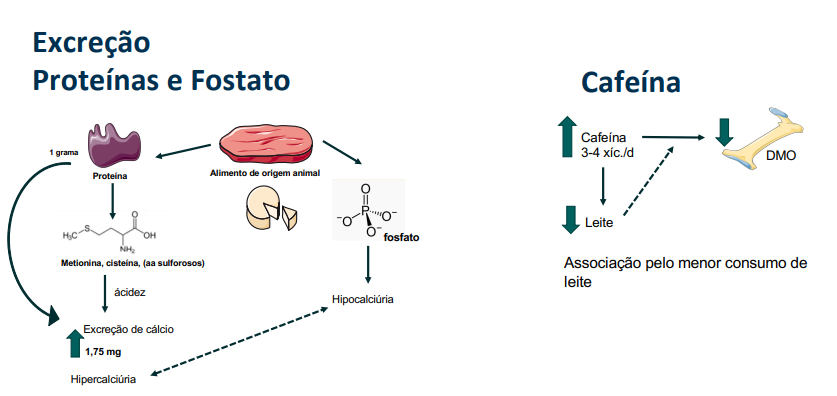 Excreção
Proteínas e Fostato
1 grama
Proteína
Alimento de origem animal
H₃C
S
O
OH
NH₂
Metionina, cisteína, (aa sulforosos)
ácidez
Excreção de cálcio
1,75 mg
Hipercalciúria
O
⁻O
P
O⁻
O⁻
fosfato
Hipocalciúria
Cafeína
Cafeína
3-4 xíc./d
DMO
Leite
Associação pelo menor consumo de
leite